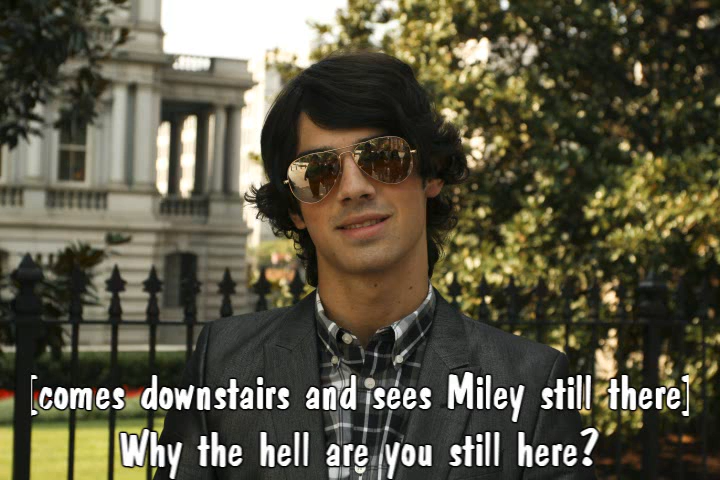 [comes downstairs and sees Miley still there]
Why the hell are you still here?